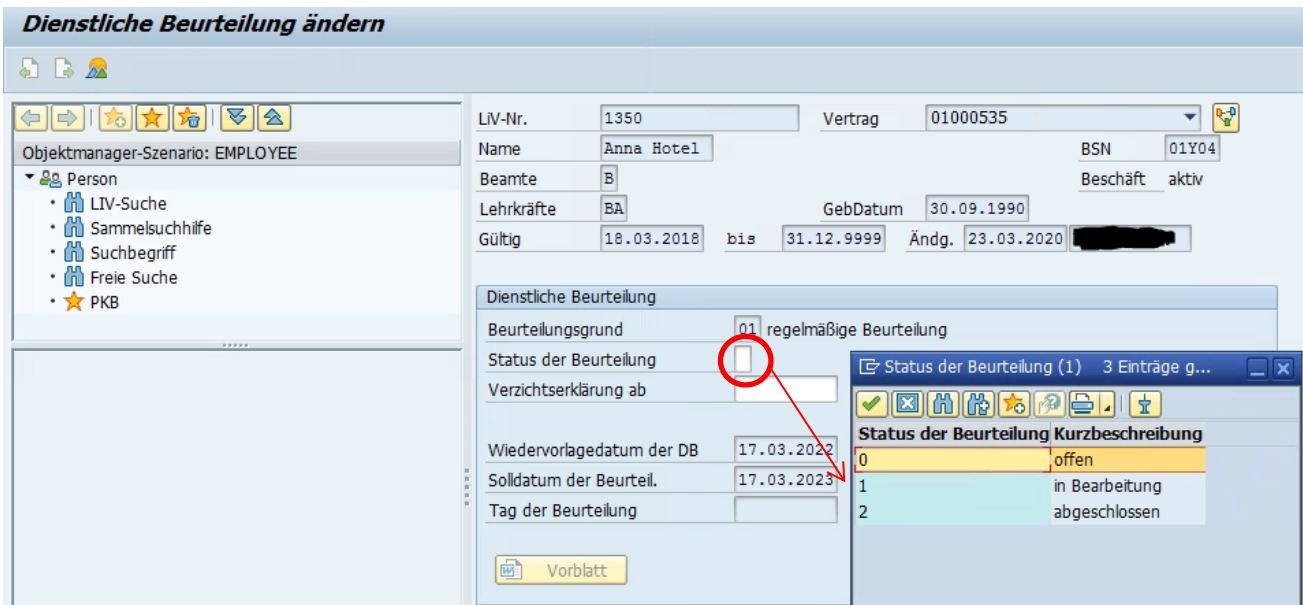 Dienstliche Beurteilung ändern
Objektmanager-Szenario: EMPLOYEE
Person
LIV-Suche
Sammelsuchhilfe
Suchbegriff
Freie Suche
PKB
LiV-Nr. 1350 Vertrag 01000535
Name Anna Hotel BSN 01Y04
Beamte B Beschäft aktiv
Lehrkräfte BA GebDatum 30.09.1990
Gültig 18.03.2018 bis 31.12.9999 Ändg. 23.03.2020
Dienstliche Beurteilung
Beurteilungsgrund 01 regelmäßige Beurteilung
Status der Beurteilung
Verzichtserklärung ab
Wiedervorlagedatum der DB 17.03.2022
Solldatum der Beurteil. 17.03.2023
Tag der Beurteilung
Vorblatt
Status der Beurteilung (1) 3 Einträge g...
Status der Beurteilung Kurzbeschreibung
0 offen
1 in Bearbeitung
2 abgeschlossen